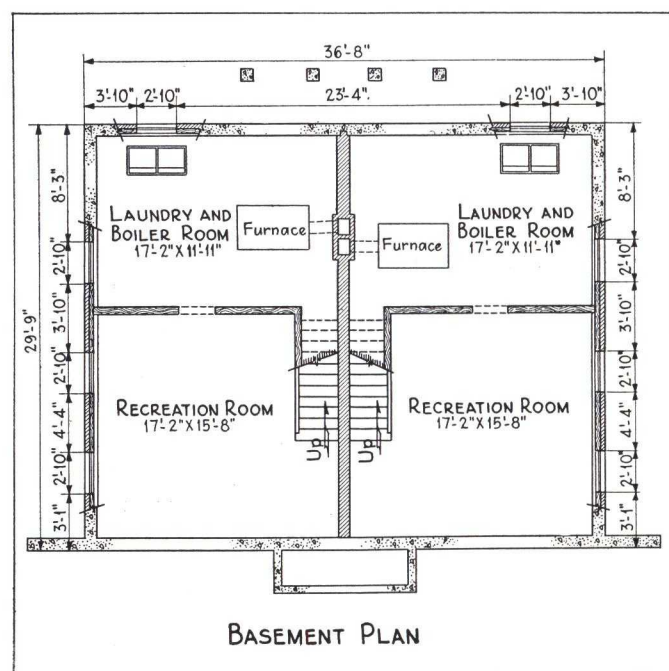 36'-8"
3'-10" 2'-10" 23'-4". 2'-10" 3'-10"
29'-9"
8'-3"
2'-10"
3'-10"
2'-10"
4'-4"
2'-10"
3'-1"
LAUNDRY AND
BOILER ROOM
17'-2" X 11'-11"
Furnace
Furnace
LAUNDRY AND
BOILER ROOM
17'-2" X 11'-11"
8'-3"
2'-10"
3'-10"
2'-10"
4'-4"
2'-10"
3'-1"
RECREATION ROOM
17'-2" X 15'-8"
Up
Up
RECREATION ROOM
17'-2" X 15'-8"
BASEMENT PLAN